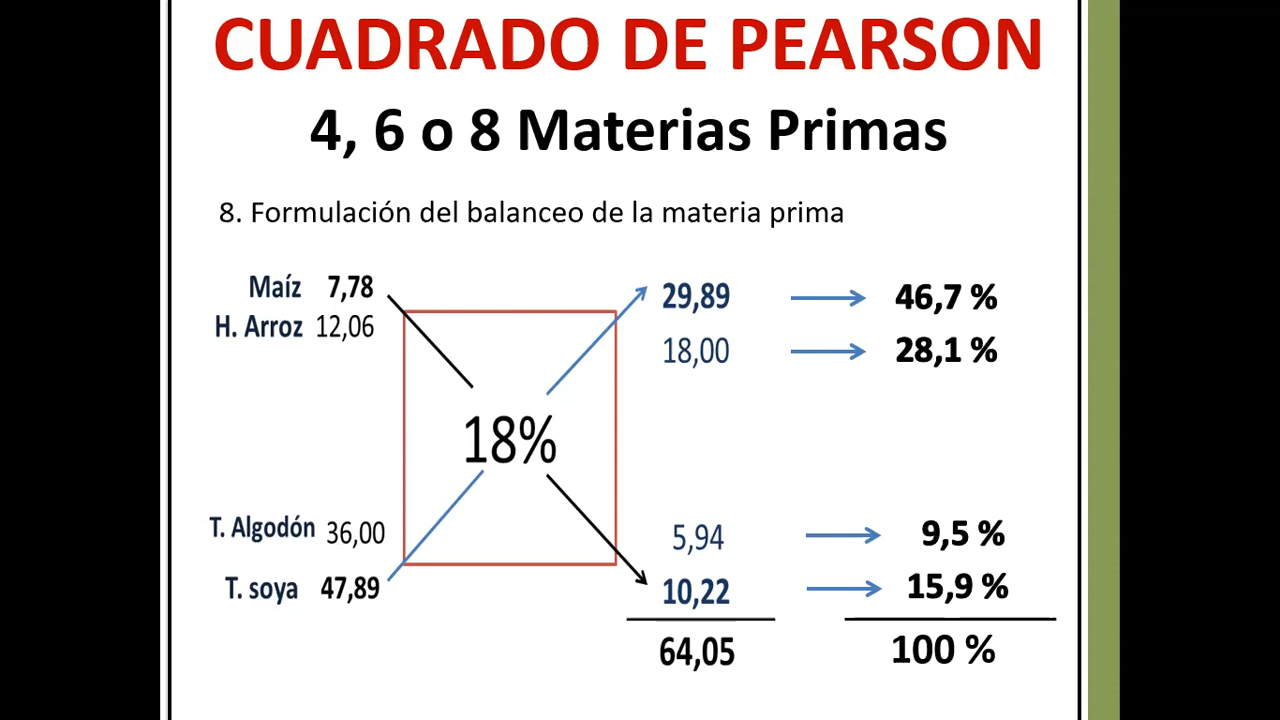 CUADRADO DE PEARSON
4, 6 o 8 Materias Primas
8. Formulación del balanceo de la materia prima
Maíz 7,78 29,89 46,7 %
H. Arroz 12,06 18,00 28,1 %
18%
T. Algodón 36,00 5,94 9,5 %
T. soya 47,89 10,22 15,9 %
64,05 100 %